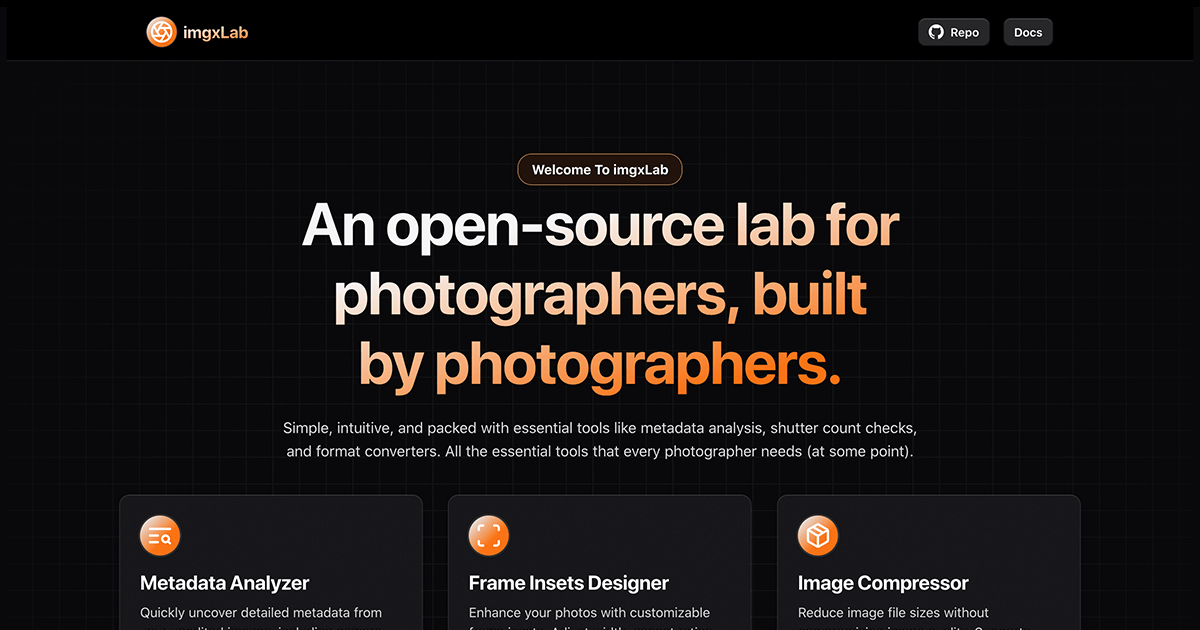 imgxLab
Repo
Docs
Welcome To imgxLab
An open-source lab for
photographers, built
by photographers.
Simple, intuitive, and packed with essential tools like metadata analysis, shutter count checks,
and format converters. All the essential tools that every photographer needs (at some point).
Metadata Analyzer
Quickly uncover detailed metadata from
Frame Insets Designer
Enhance your photos with customizable
Image Compressor
Reduce image file sizes without